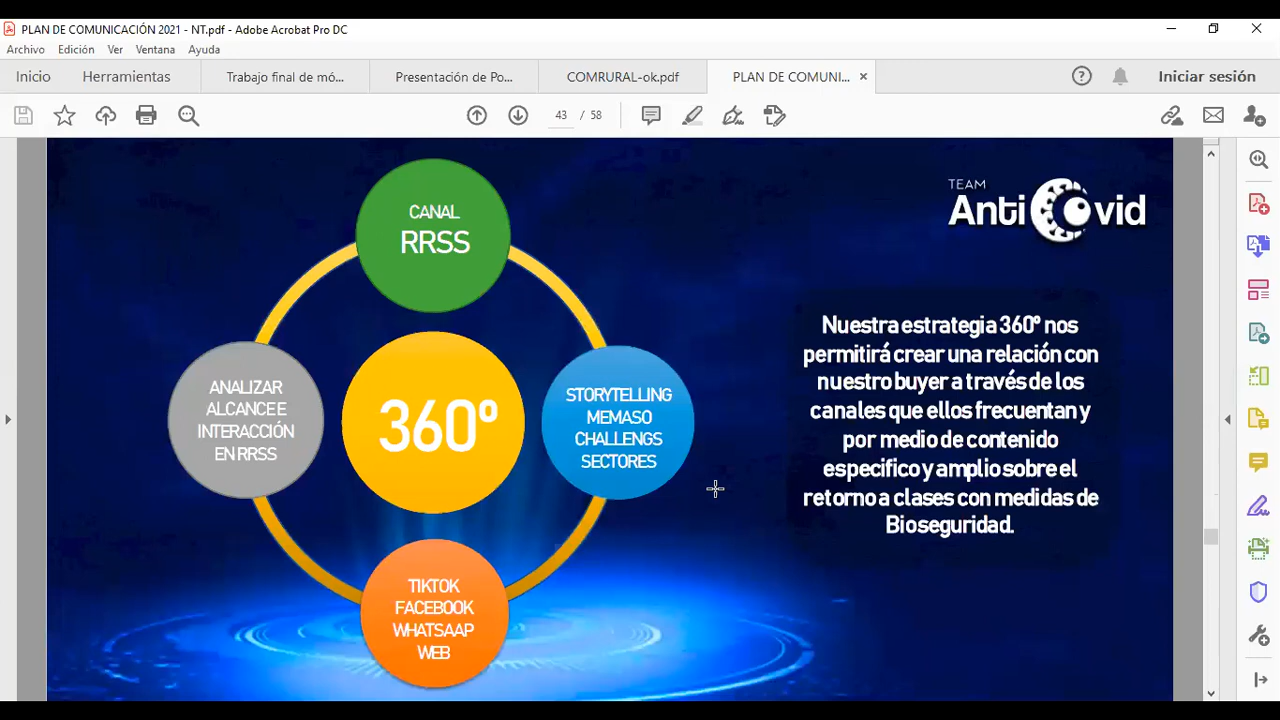 PLAN DE COMUNICACIÓN 2021 - NT.pdf - Adobe Acrobat Pro DC
Archivo Edición Ver Ventana Ayuda
Inicio Herramientas Trabajo final de mó... Presentación de Po... COMRURAL-ok.pdf PLAN DE COMUNI... Iniciar sesión
43 / 58
CANAL
RRSS
ANALIZAR
ALCANCE E
INTERACCIÓN
EN RRSS
360º
STORYTELLING
MEMASO
CHALLENGS
SECTORES
TIKTOK
FACEBOOK
WHATSAAP
WEB
TEAM
Anti Covid
Nuestra estrategia 360º nos
permitirá crear una relación con
nuestro buyer a través de los
canales que ellos frecuentan y
por medio de contenido
especifico y amplio sobre el
retorno a clases con medidas de
Bioseguridad.